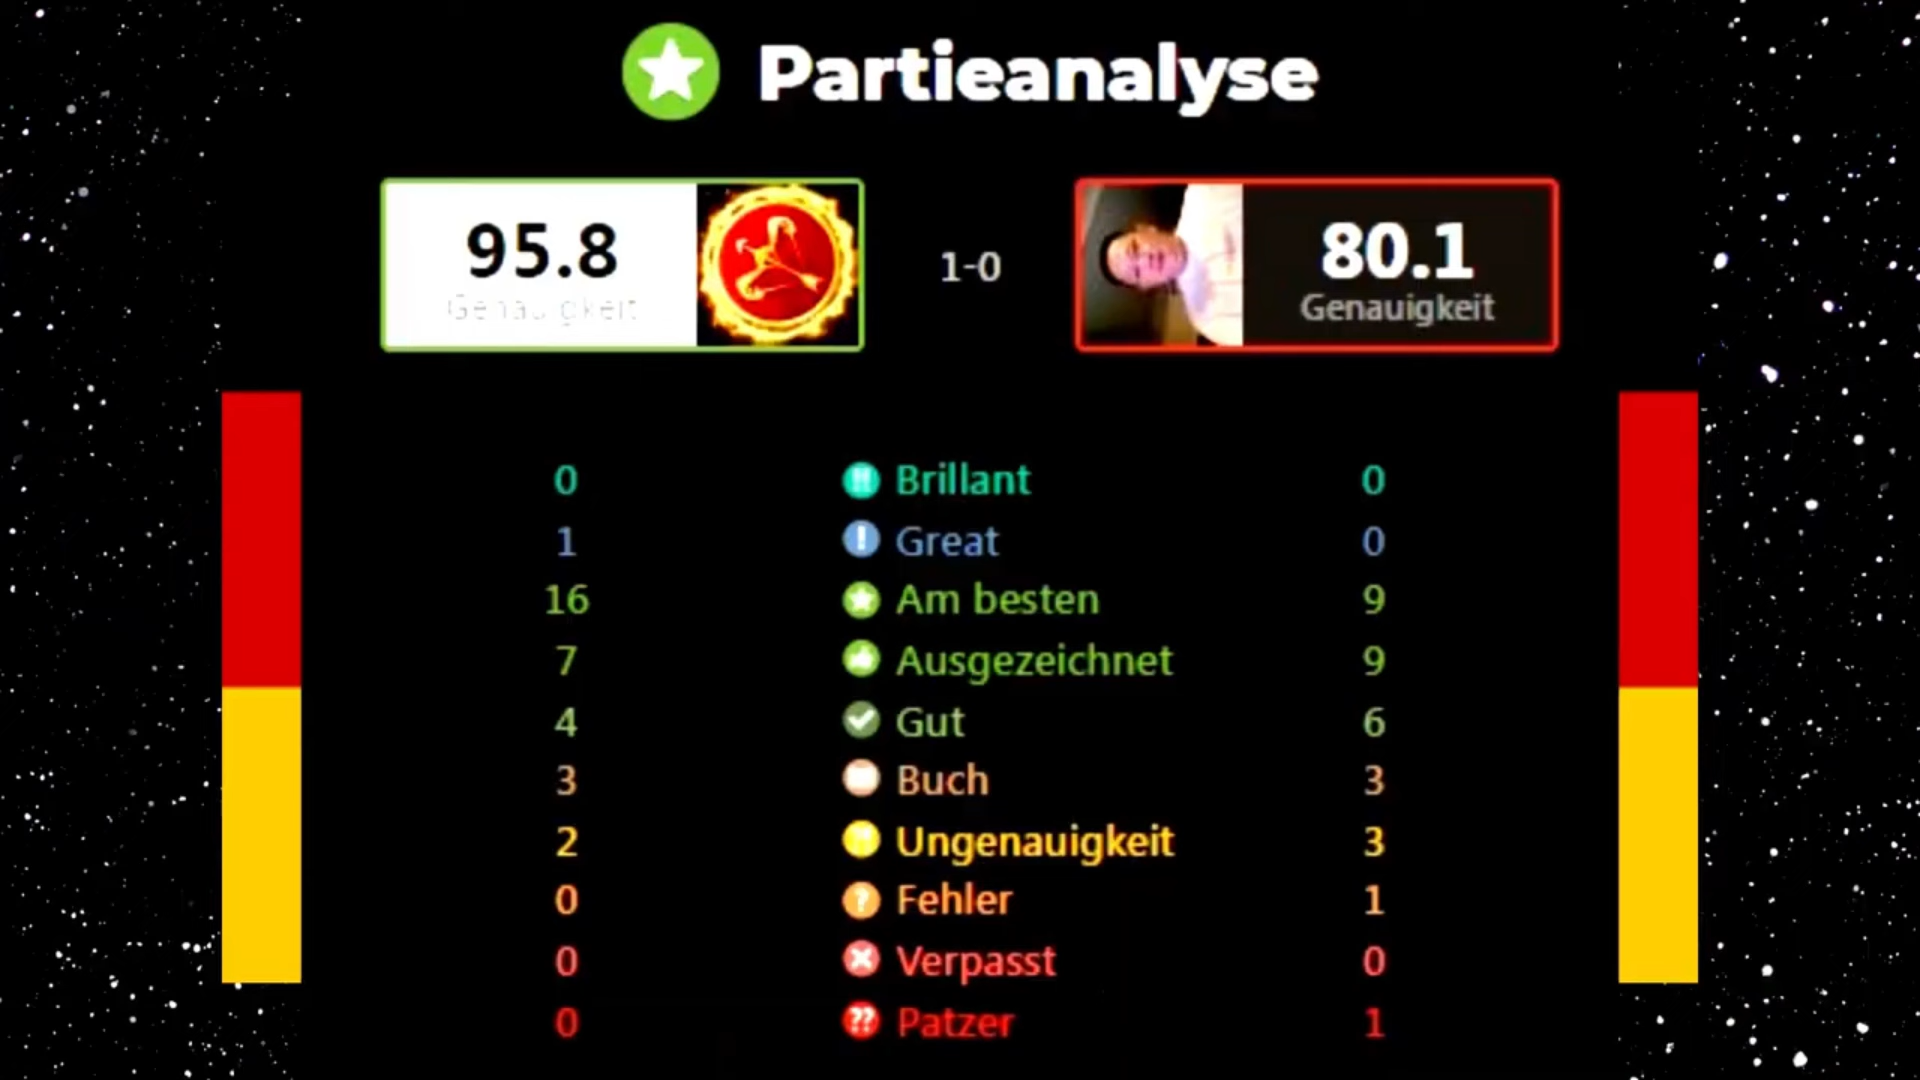 Partieanalyse
95.8 1-0 80.1
Genauigkeit Genauigkeit
0 Brillant 0
1 Great 0
16 Am besten 9
7 Ausgezeichnet 9
4 Gut 6
3 Buch 3
2 Ungenauigkeit 3
0 Fehler 1
0 Verpasst 0
0 Patzer 1